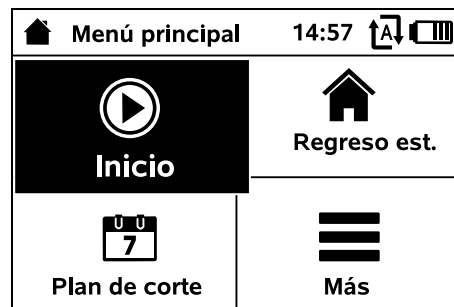 Menú principal 14:57 A
Inicio
Regreso est.
7
Plan de corte
Más